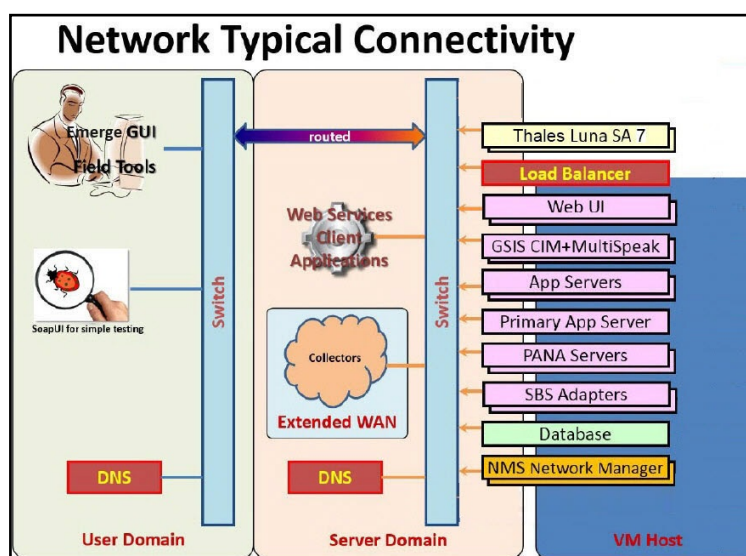 Network Typical Connectivity
Emerge GUI
Field Tools
SoapUI for simple testing
DNS
User Domain
Switch
routed
Web Services
Client
Applications
Collectors
Extended WAN
DNS
Server Domain
Switch
Thales Luna SA 7
Load Balancer
Web UI
GSIS CIM+MultiSpeak
App Servers
Primary App Server
PANA Servers
SBS Adapters
Database
NMS Network Manager
VM Host